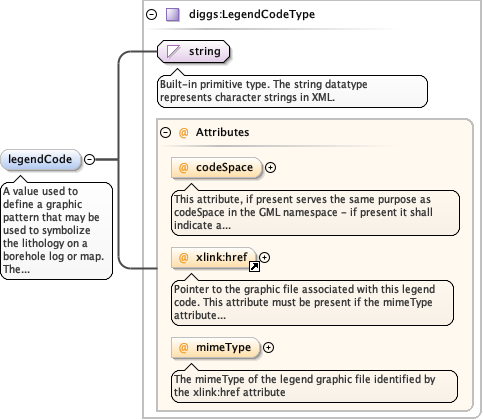 diggs:LegendCodeType
string
Built-in primitive type. The string datatype
represents character strings in XML.
@ Attributes
legendCode
A value used to
define a graphic
pattern that may be
used to symbolize
the lithology on a
borehole log or map.
The...
@ codeSpace
This attribute, if present serves the same purpose as
codeSpace in the GML namespace - if present it shall
indicate a...
@ xlink:href
Pointer to the graphic file associated with this legend
code. This attribute must be present if the mimeType
attribute...
@ mimeType
The mimeType of the legend graphic file identified by
the xlink:href attribute